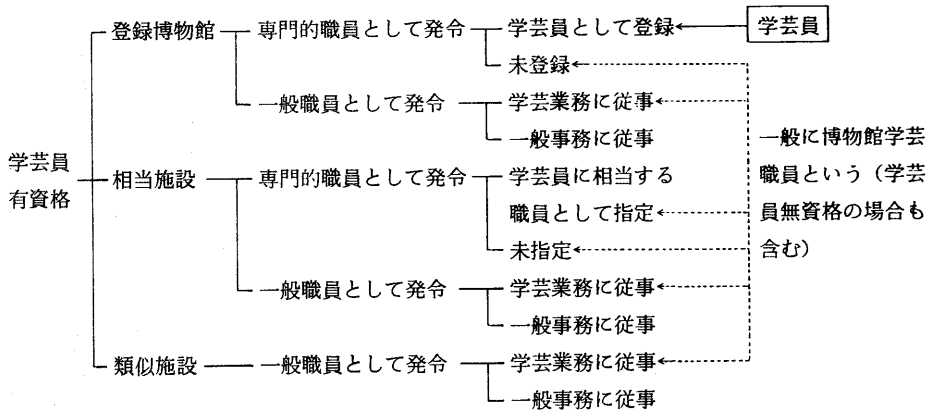 登録博物館 専門的職員として発令 学芸員として登録 学芸員
未登録
一般職員として発令 学芸業務に従事
一般事務に従事
学芸員
有資格
相当施設 専門的職員として発令 学芸員に相当する
職員として指定
未指定
一般職員として発令 学芸業務に従事
一般事務に従事
類似施設 一般職員として発令 学芸業務に従事
一般事務に従事
一般に博物館学芸
職員という(学芸
員無資格の場合も
含む)